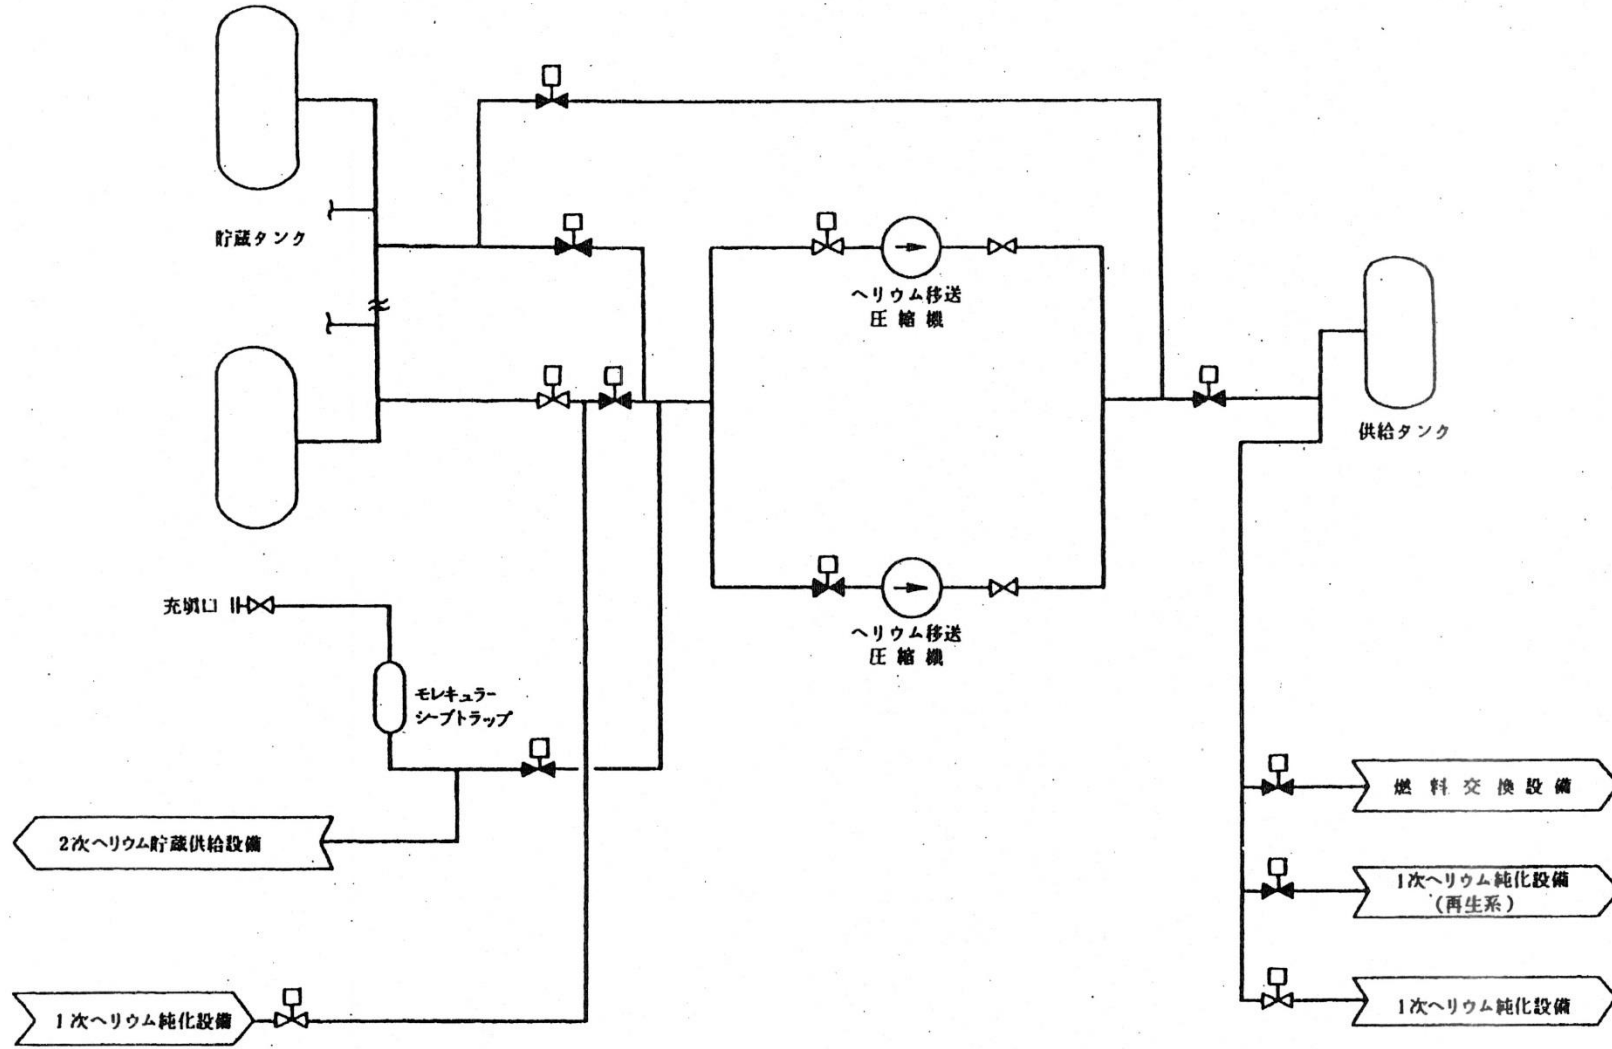 貯蔵タンク
ヘリウム移送
圧縮機
供給タンク
充塡口
ヘリウム移送
圧縮機
モレキュラー
シーブトラップ
燃料交換設備
2次ヘリウム貯蔵供給設備
1次ヘリウム純化設備
(再生系)
1次ヘリウム純化設備
1次ヘリウム純化設備